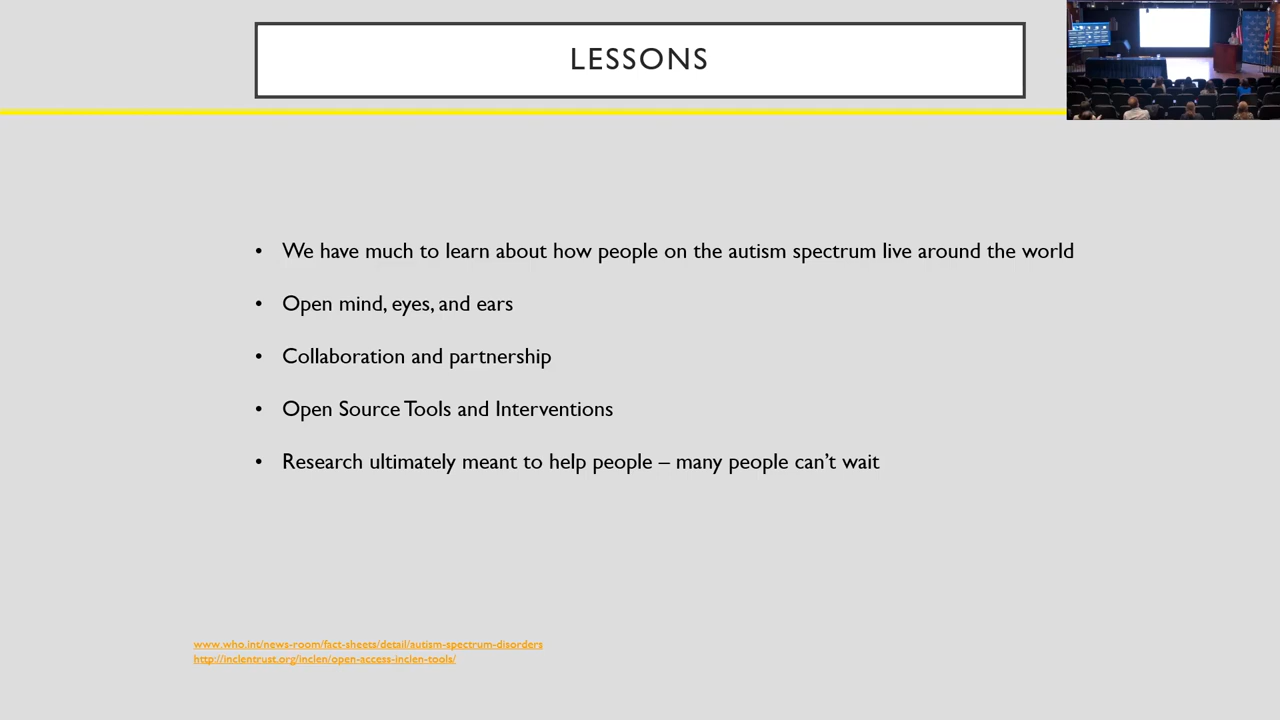 LESSONS
• We have much to learn about how people on the autism spectrum live around the world
• Open mind, eyes, and ears
• Collaboration and partnership
• Open Source Tools and Interventions
• Research ultimately meant to help people – many people can’t wait
www.who.int/news-room/fact-sheets/detail/autism-spectrum-disorders
http://inclentrust.org/inclen/open-access-inclen-tools/